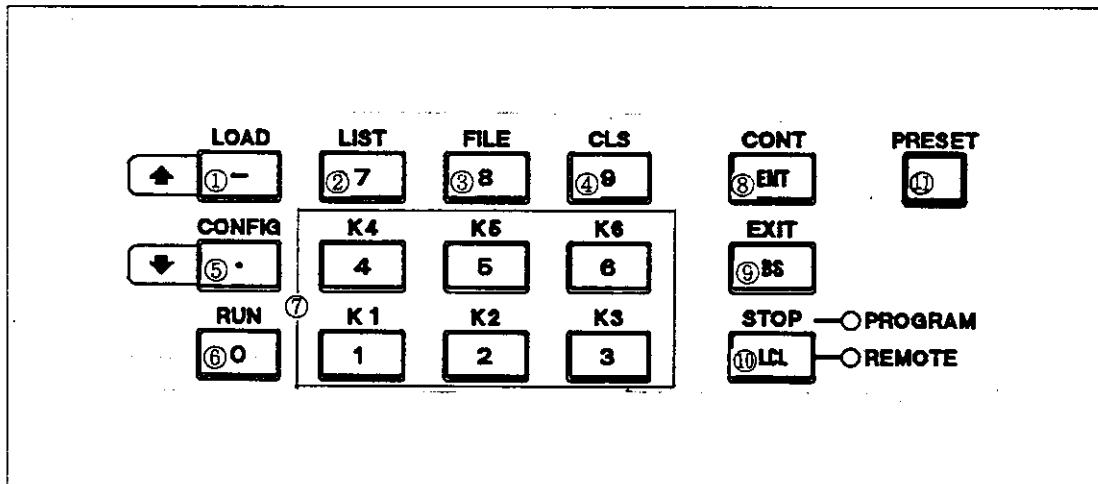 LOAD LIST FILE CLS CONT PRESET
①- ②7 ③8 ④9 ⑧ENT ⑪
CONFIG K4 K5 K6 EXIT
⑤· 4 5 6 ⑨BS
⑦
RUN K1 K2 K3 STOP PROGRAM
⑥0 1 2 3 ⑩LCL REMOTE